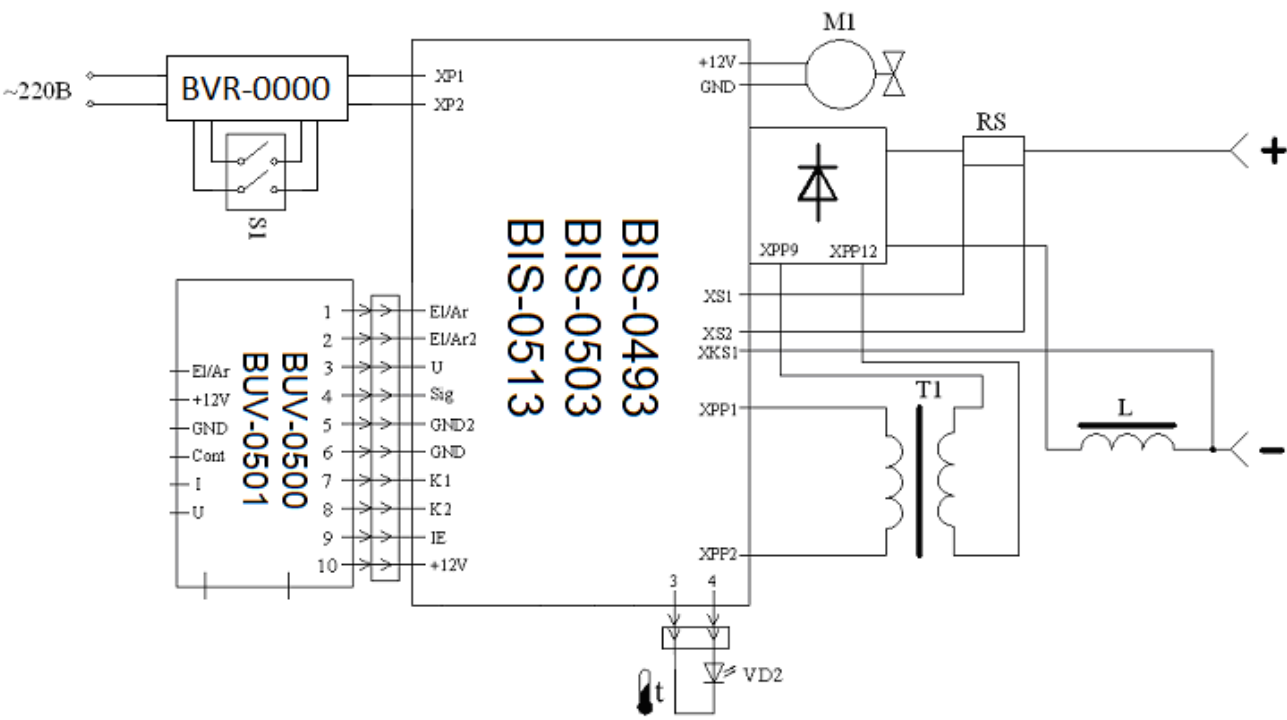 ~220В
BVR-0000
S1
XP1
XP2
M1
+12V
GND
RS
+
XPP9
XPP12
BIS-0493
BIS-0503
BIS-0513
XS1
XS2
XKS1
XPP1
XPP2
T1
L
-
El/Ar
+12V
GND
Cont
I
U
BUV-0500
BUV-0501
1 El/Ar
2 El/Ar2
3 U
4 Sig
5 GND2
6 GND
7 K1
8 K2
9 IE
10 +12V
3 4
VD2
t